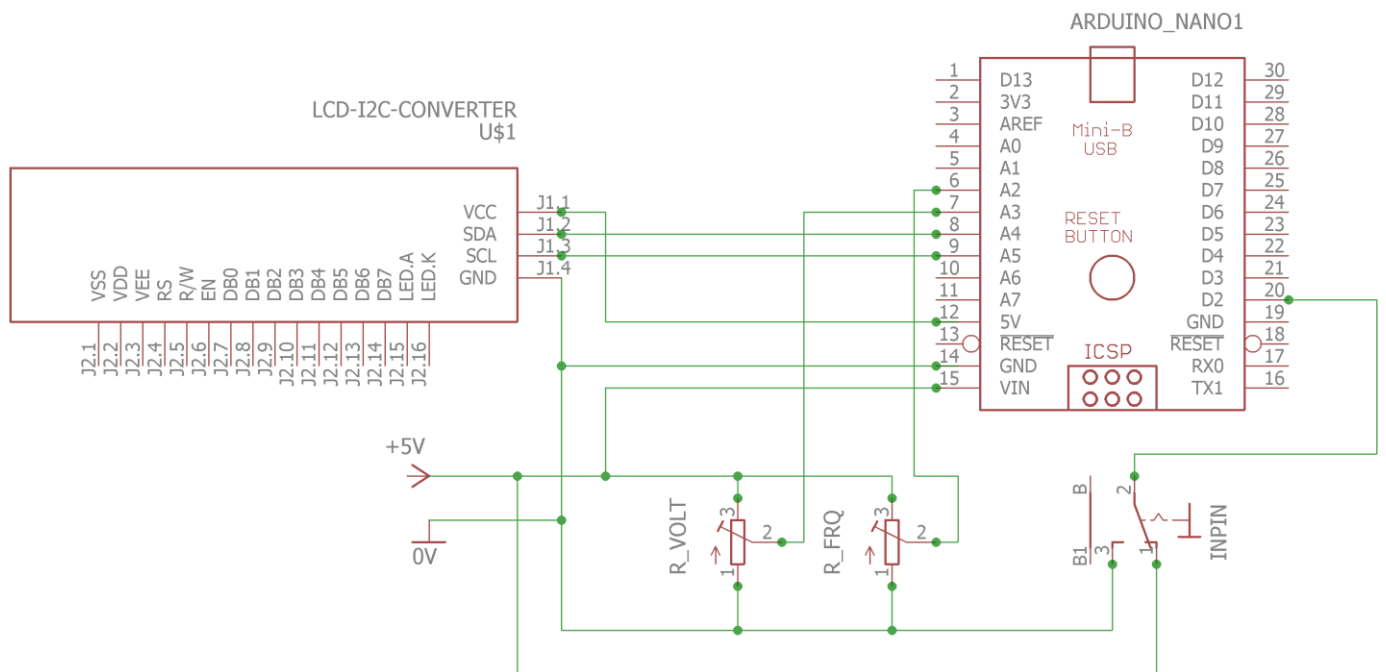 ARDUINO_NANO1
LCD-I2C-CONVERTER
U$1
VCC J1.1
SDA J1.2
SCL J1.3
GND J1.4
VSS VDD VEE RS R/W EN DB0 DB1 DB2 DB3 DB4 DB5 DB6 DB7 LED.A LED.K
J2.1 J2.2 J2.3 J2.4 J2.5 J2.6 J2.7 J2.8 J2.9 J2.10 J2.11 J2.12 J2.13 J2.14 J2.15 J2.16
1 D13 D12 30
2 3V3 D11 29
3 AREF D10 28
4 A0 D9 27
5 A1 D8 26
6 A2 D7 25
7 A3 D6 24
8 A4 D5 23
9 A5 D4 22
10 A6 D3 21
11 A7 D2 20
12 5V GND 19
13 RESET RESET 18
14 GND RX0 17
15 VIN TX1 16
Mini-B
USB
RESET
BUTTON
ICSP
+5V
0V
R_VOLT
3
2
1
R_FRQ
3
2
1
B
B1
2
3
1
INPIN